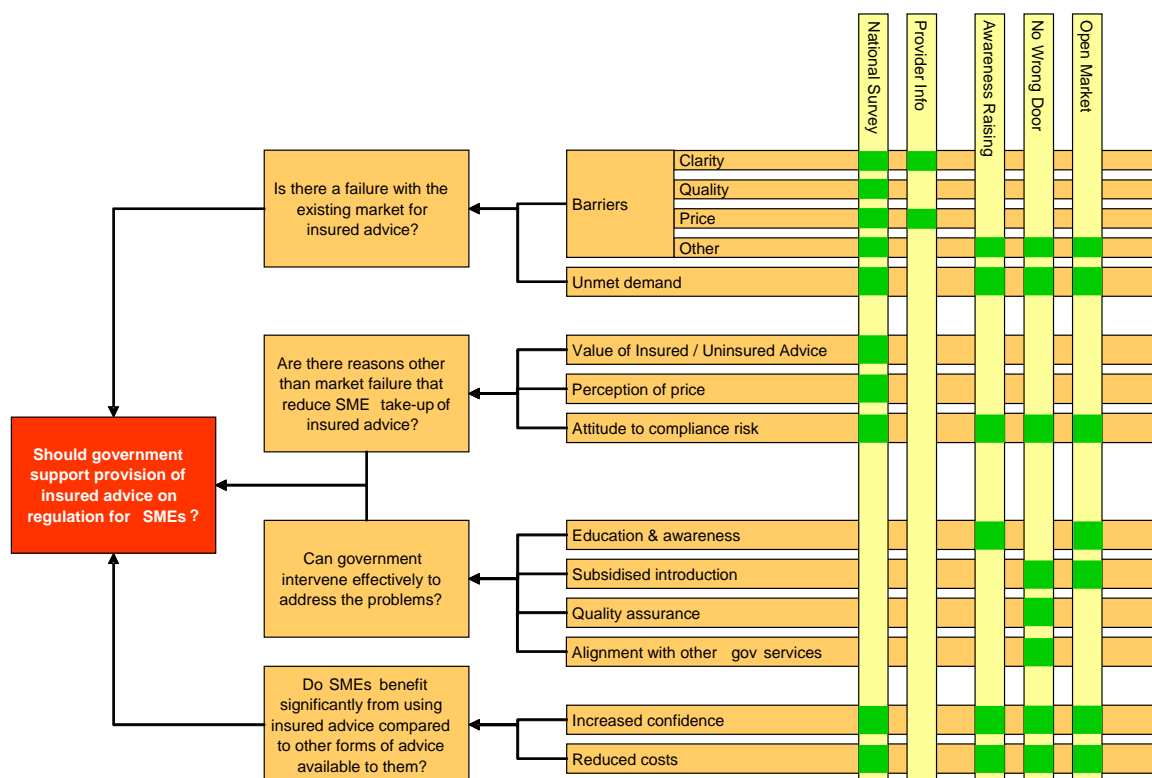 National Survey
Provider Info
Awareness Raising
No Wrong Door
Open Market
Is there a failure with the
existing market for
insured advice?
Barriers
Clarity
Quality
Price
Other
Unmet demand
Are there reasons other
than market failure that
reduce SME take-up of
insured advice?
Value of Insured / Uninsured Advice
Perception of price
Attitude to compliance risk
Should government
support provision of
insured advice on
regulation for SMEs ?
Can government
intervene effectively to
address the problems?
Education & awareness
Subsidised introduction
Quality assurance
Alignment with other gov services
Do SMEs benefit
significantly from using
insured advice compared
to other forms of advice
available to them?
Increased confidence
Reduced costs